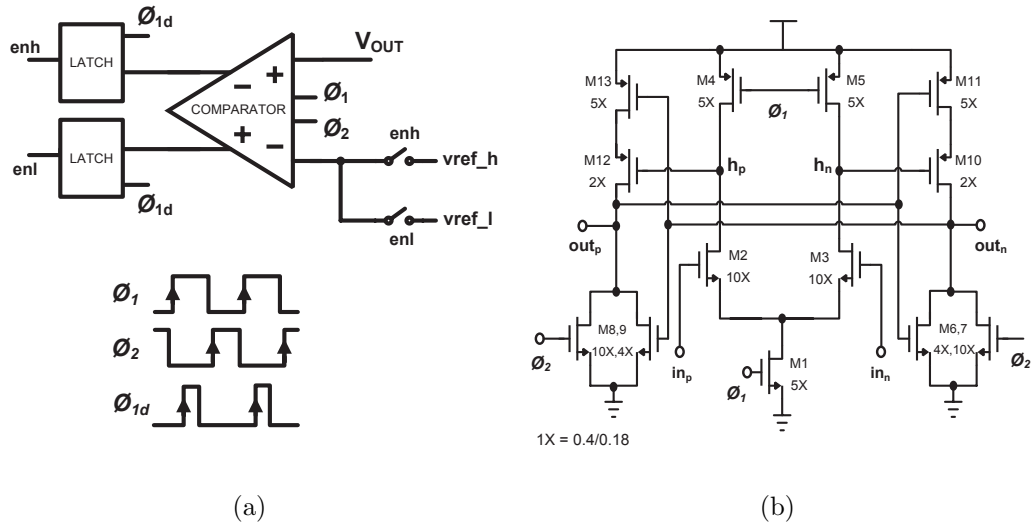 Ø1d
enh
LATCH
VOUT
− +
COMPARATOR
Ø1
Ø2
+ −
enh
vref_h
enl
LATCH
Ø1d
enl
vref_l
Ø1
Ø2
Ø1d
(a)
M13
5X
M4
5X
M5
5X
M11
5X
Ø1
M12
2X
hp
hn
M10
2X
outp
outn
M2
10X
M3
10X
M8,9
10X,4X
M6,7
4X,10X
Ø2
Ø2
inp
inn
M1
5X
Ø1
1X = 0.4/0.18
(b)